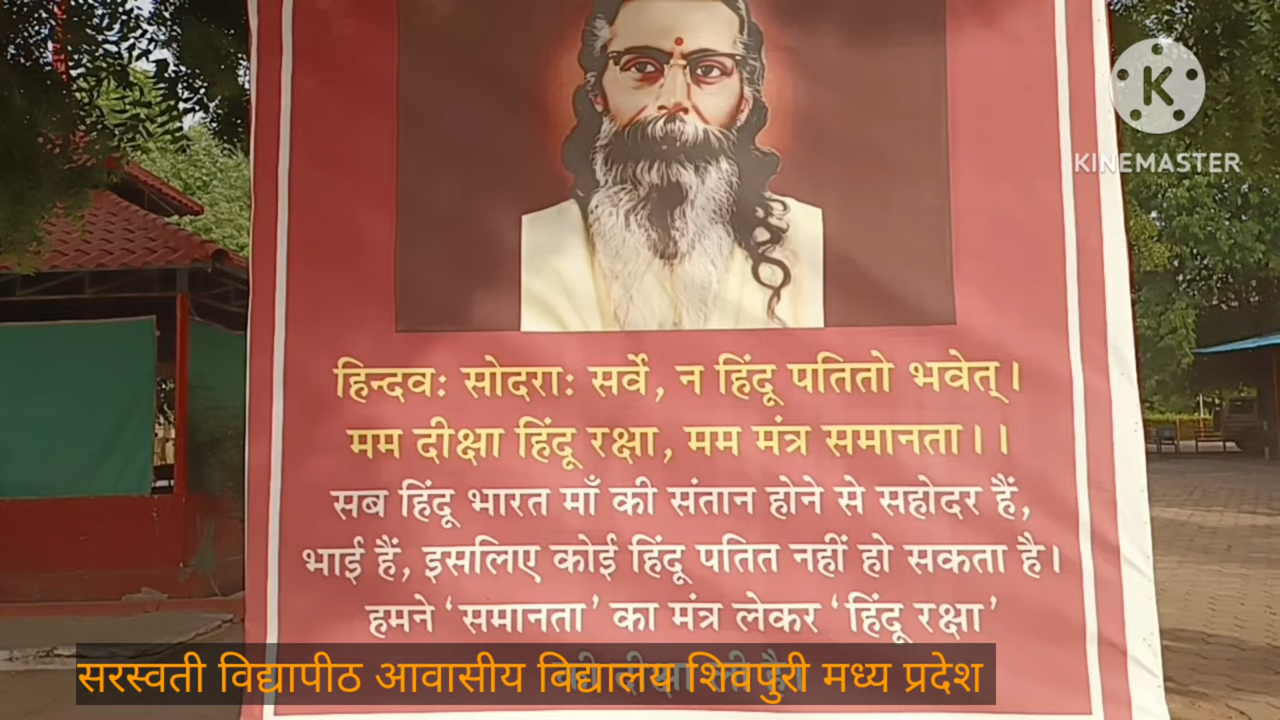 K
KINEMASTER
हिन्दवः सोदराः सर्वे, न हिंदू पतितो भवेत्।
मम दीक्षा हिंदू रक्षा, मम मंत्र समानता।।
सब हिंदू भारत माँ की संतान होने से सहोदर हैं,
भाई हैं, इसलिए कोई हिंदू पतित नहीं हो सकता है।
हमने ‘समानता’ का मंत्र लेकर ‘हिंदू रक्षा’
सरस्वती विद्यापीठ आवासीय विद्यालय शिवपुरी मध्य प्रदेश